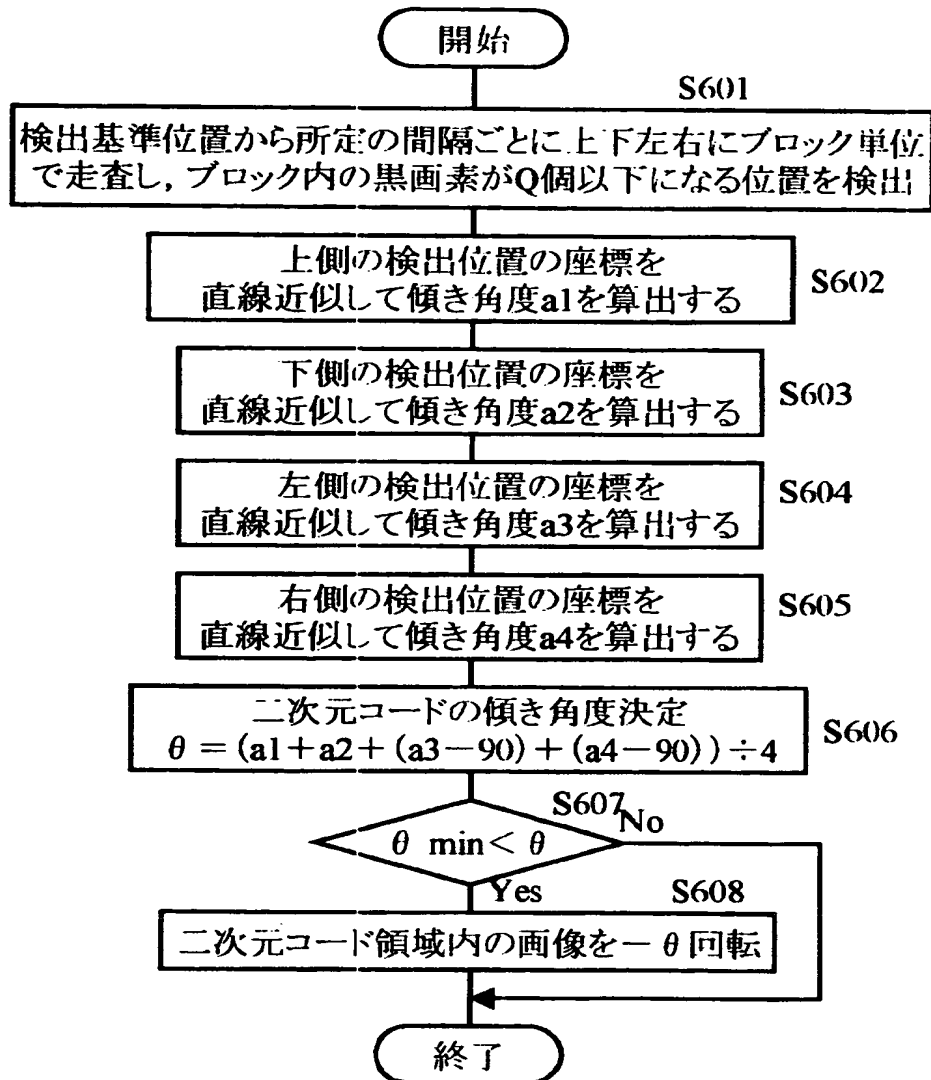 開始
S601
検出基準位置から所定の間隔ごとに上下左右にブロック単位
で走査し，ブロック内の黒画素がQ個以下になる位置を検出
上側の検出位置の座標を
直線近似して傾き角度a1を算出する
S602
下側の検出位置の座標を
直線近似して傾き角度a2を算出する
S603
左側の検出位置の座標を
直線近似して傾き角度a3を算出する
S604
右側の検出位置の座標を
直線近似して傾き角度a4を算出する
S605
二次元コードの傾き角度決定
θ = (a1+a2+(a3−90)+(a4−90))÷4
S606
S607
No
θ min< θ
Yes
S608
二次元コード領域内の画像を− θ 回転
終了